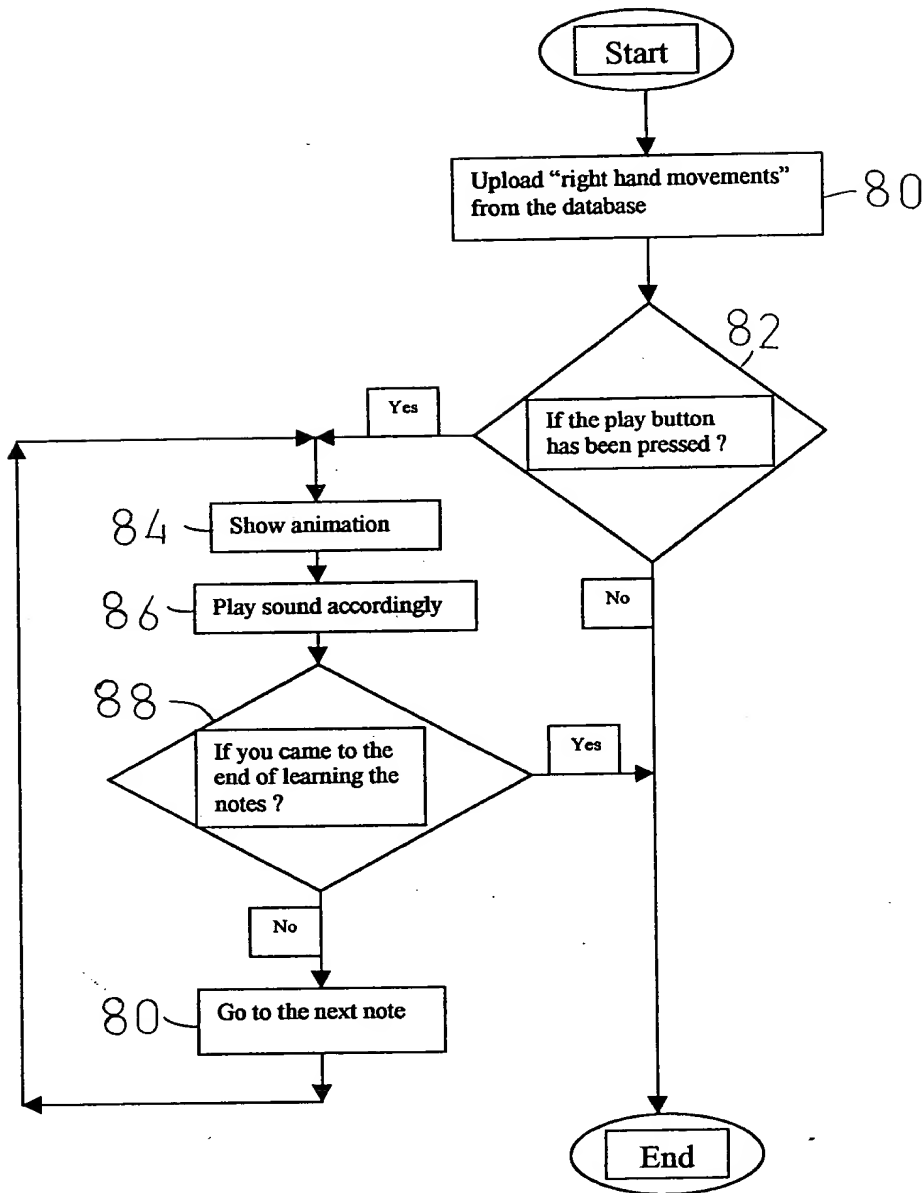 Start
Upload “right hand movements”
from the database
80
82
Yes
If the play button
has been pressed ?
84
Show animation
86
Play sound accordingly
No
88
If you came to the
end of learning the
notes ?
Yes
No
80
Go to the next note
End